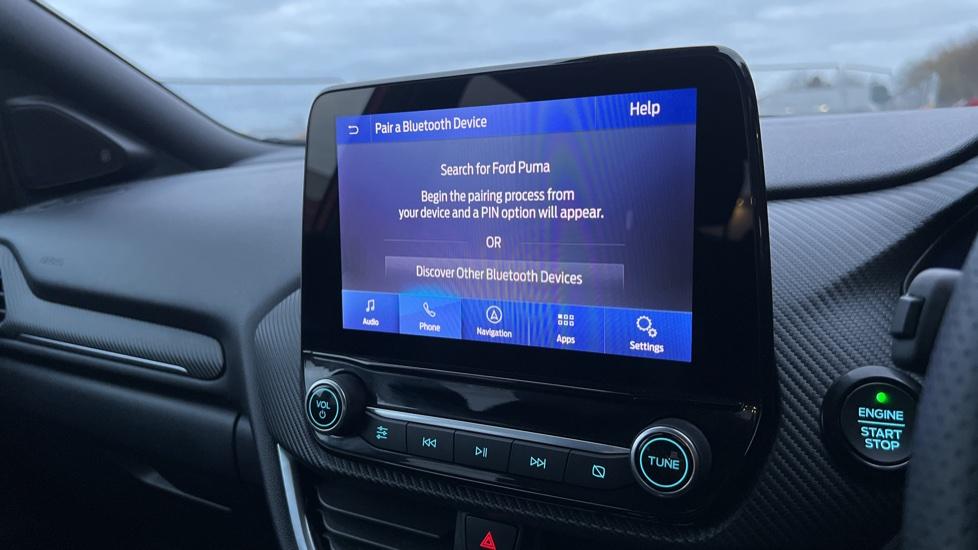 Pair a Bluetooth Device
Help
Search for Ford Puma
Begin the pairing process from
your device and a PIN option will appear.
OR
Discover Other Bluetooth Devices
Audio
Phone
Navigation
Apps
Settings
VOL
TUNE
ENGINE
START
STOP